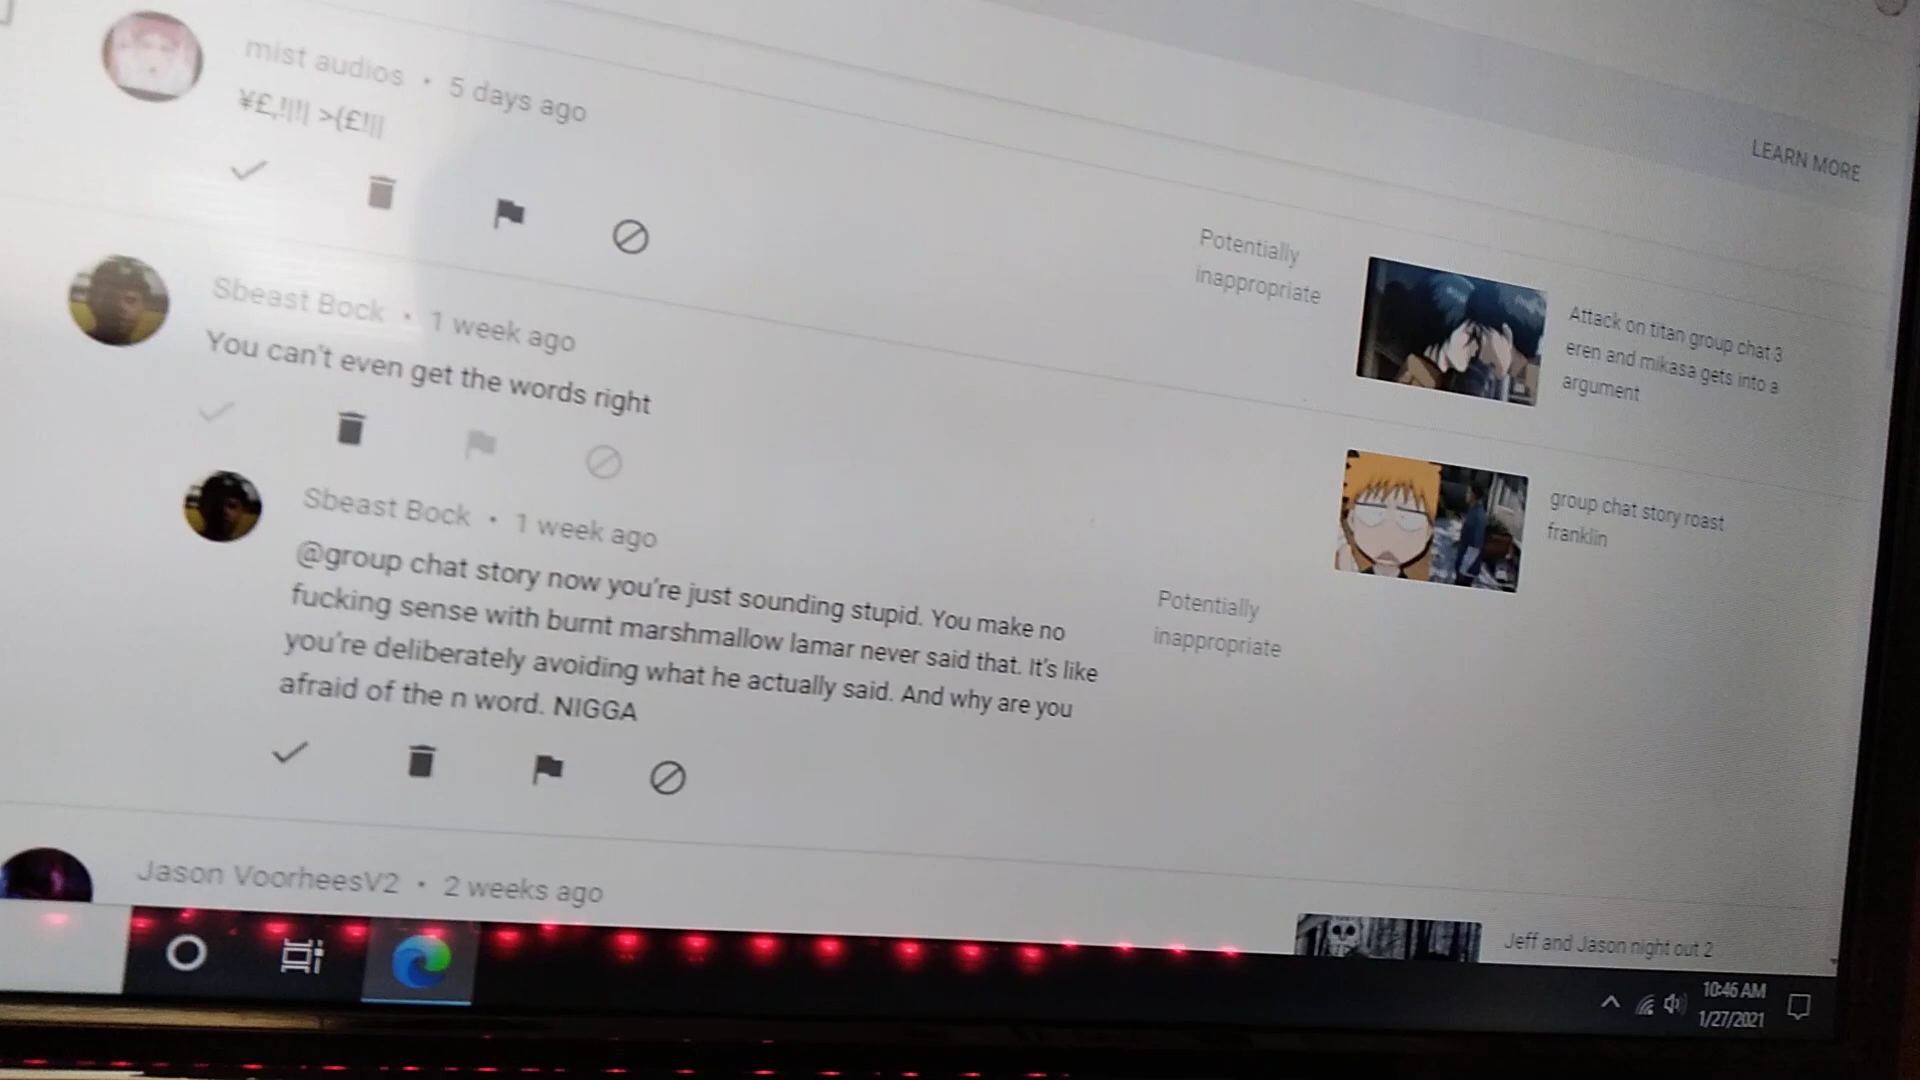 LEARN MORE
mist audios • 5 days ago
¥£,!|!| >{£!||
Potentially
inappropriate
Attack on titan group chat 3
eren and mikasa gets into a
argument
Sbeast Bock • 1 week ago
You can't even get the words right
group chat story roast
franklin
Sbeast Bock • 1 week ago
@group chat story now you're just sounding stupid. You make no
fucking sense with burnt marshmallow lamar never said that. It's like
you're deliberately avoiding what he actually said. And why are you
afraid of the n word. NIGGA
Potentially
inappropriate
Jason VoorheesV2 • 2 weeks ago
Jeff and Jason night out 2
10:46 AM
1/27/2021